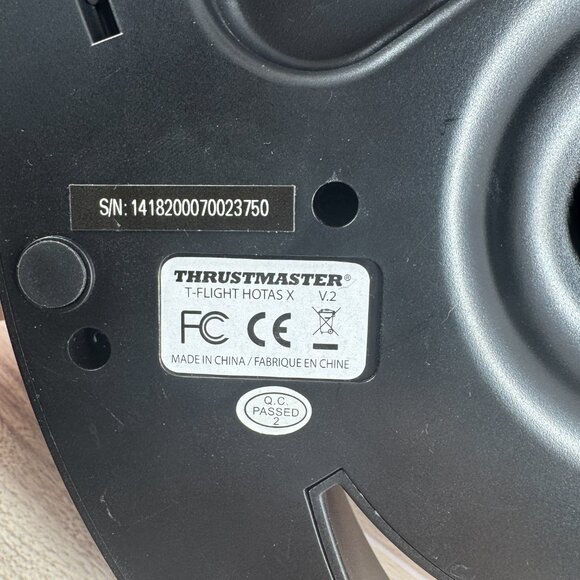 S/N: 1418200070023750
THRUSTMASTER®
T-FLIGHT HOTAS X V.2
FC CE
MADE IN CHINA / FABRIQUE EN CHINE
Q.C.
PASSED
2